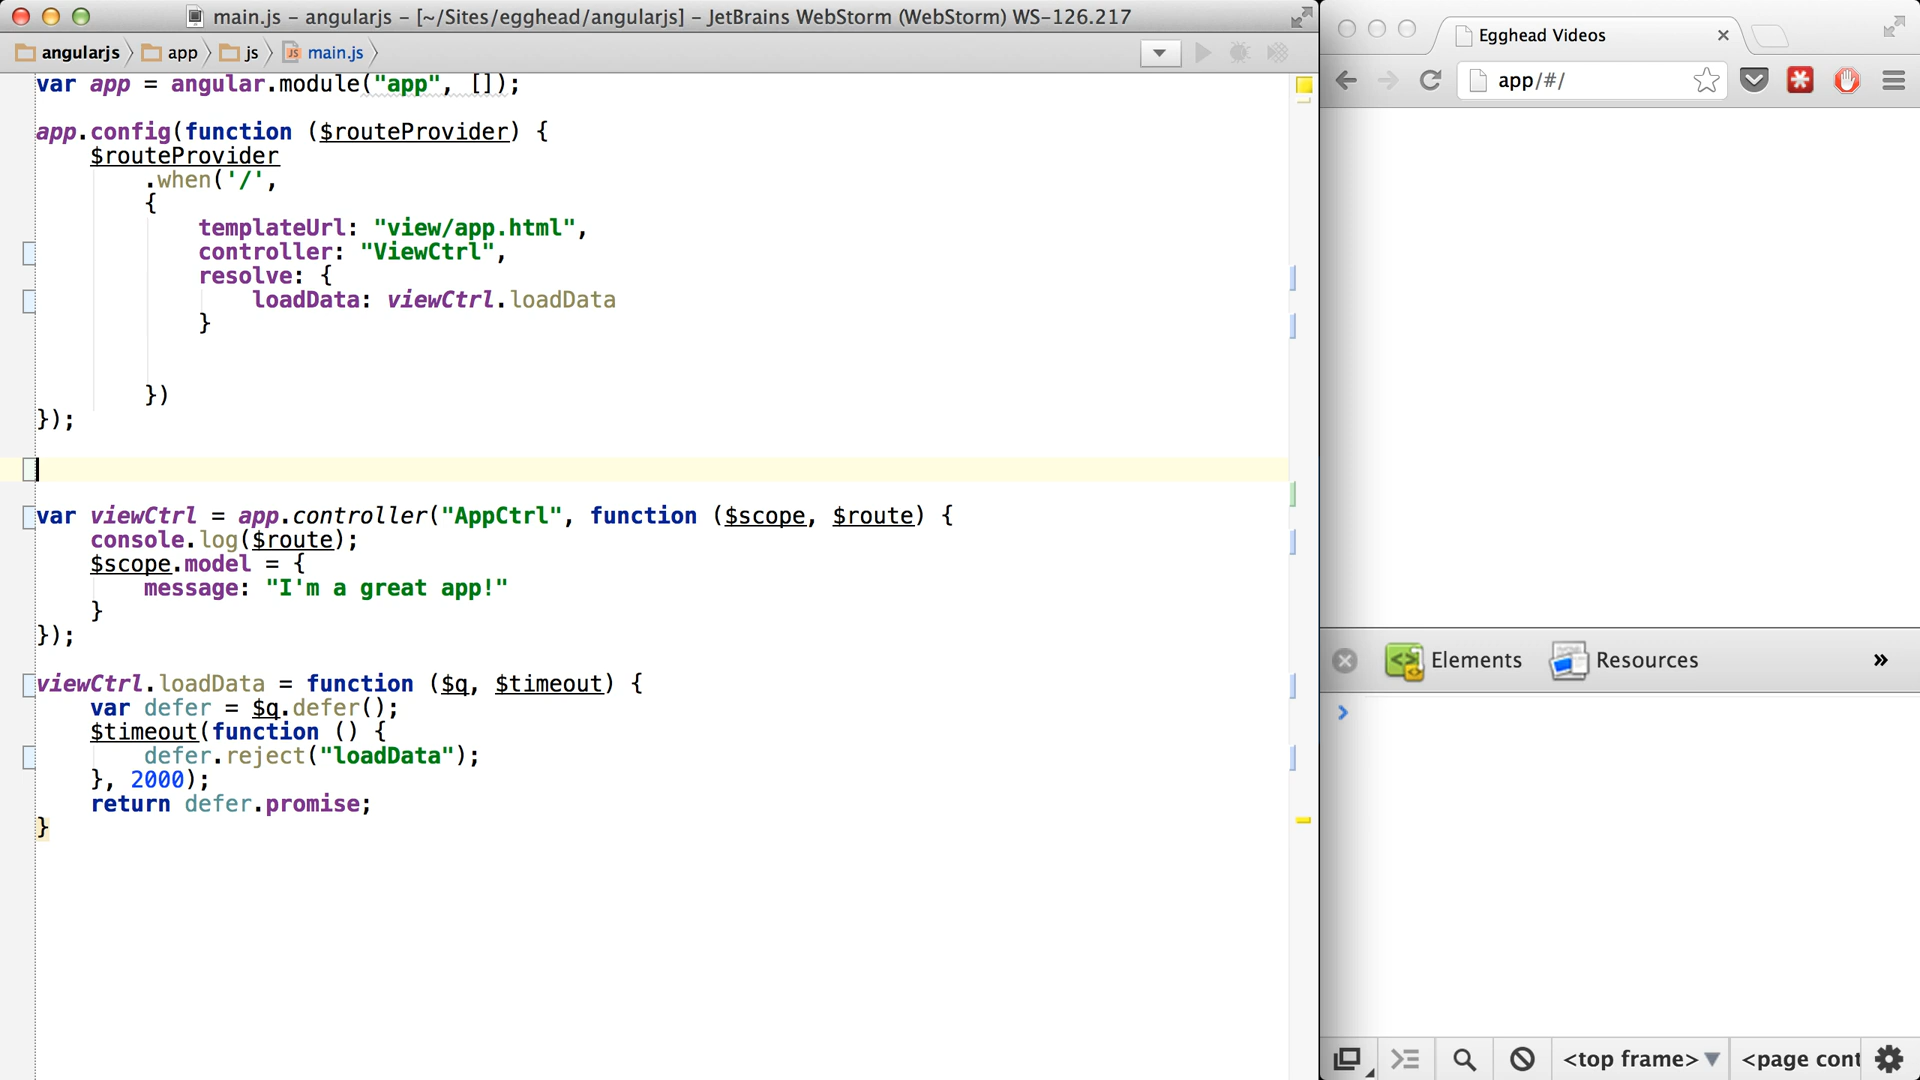 main.js – angularjs – [~/Sites/egghead/angularjs] – JetBrains WebStorm (WebStorm) WS-126.217
angularjs app js main.js
var app = angular.module("app", []);
app.config(function ($routeProvider) {
$routeProvider
.when('/',
{
templateUrl: "view/app.html",
controller: "ViewCtrl",
resolve: {
loadData: viewCtrl.loadData
}
})
});
var viewCtrl = app.controller("AppCtrl", function ($scope, $route) {
console.log($route);
$scope.model = {
message: "I'm a great app!"
}
});
viewCtrl.loadData = function ($q, $timeout) {
var defer = $q.defer();
$timeout(function () {
defer.reject("loadData");
}, 2000);
return defer.promise;
}
Egghead Videos
app/#/
Elements Resources »
<top frame> <page cont